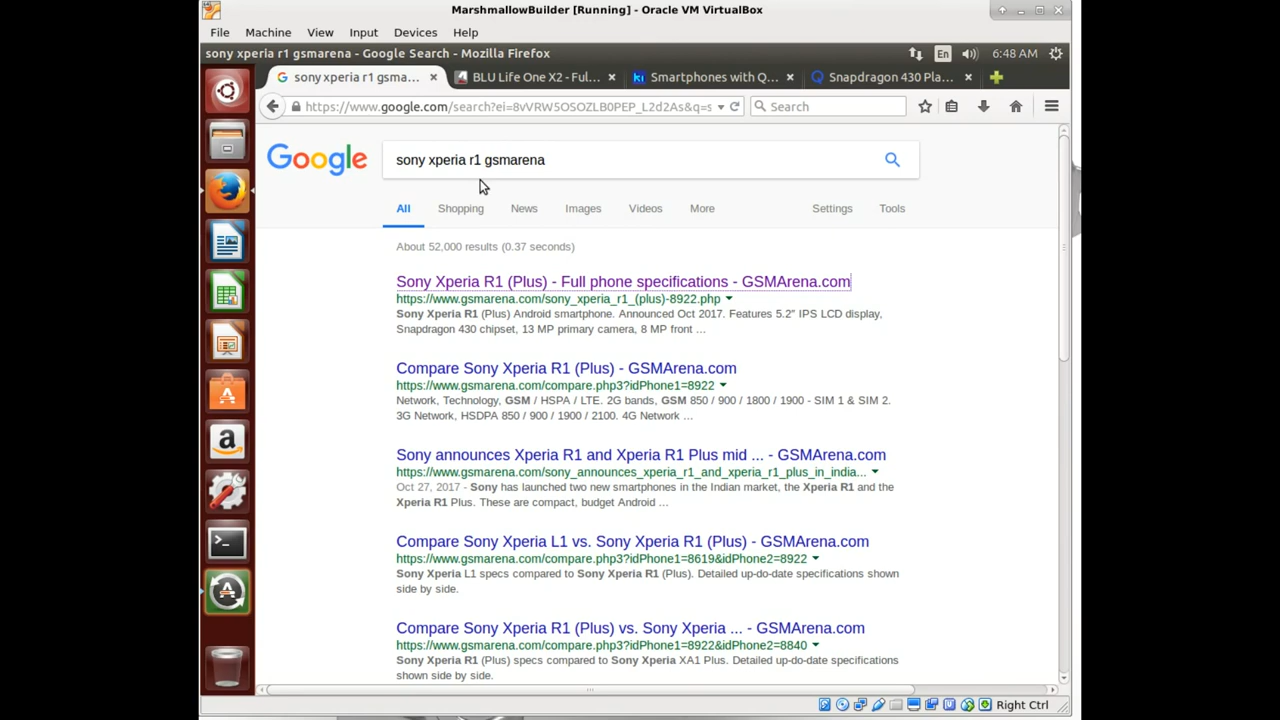 MarshmallowBuilder [Running] - Oracle VM VirtualBox
File Machine View Input Devices Help
sony xperia r1 gsmarena - Google Search - Mozilla Firefox
En 6:48 AM
sony xperia r1 gsma...
BLU Life One X2 - Ful...
Smartphones with Q...
Snapdragon 430 Pla...
https://www.google.com/search?ei=8vVRW5OSOZLB0PEP_L2d2As&q=s
Search
Google
sony xperia r1 gsmarena
All Shopping News Images Videos More Settings Tools
About 52,000 results (0.37 seconds)
Sony Xperia R1 (Plus) - Full phone specifications - GSMArena.com
https://www.gsmarena.com/sony_xperia_r1_(plus)-8922.php
Sony Xperia R1 (Plus) Android smartphone. Announced Oct 2017. Features 5.2″ IPS LCD display,
Snapdragon 430 chipset, 13 MP primary camera, 8 MP front ...
Compare Sony Xperia R1 (Plus) - GSMArena.com
https://www.gsmarena.com/compare.php3?idPhone1=8922
Network, Technology, GSM / HSPA / LTE. 2G bands, GSM 850 / 900 / 1800 / 1900 - SIM 1 & SIM 2.
3G Network, HSDPA 850 / 900 / 1900 / 2100. 4G Network ...
Sony announces Xperia R1 and Xperia R1 Plus mid ... - GSMArena.com
https://www.gsmarena.com/sony_announces_xperia_r1_and_xperia_r1_plus_in_india...
Oct 27, 2017 - Sony has launched two new smartphones in the Indian market, the Xperia R1 and the
Xperia R1 Plus. These are compact, budget Android ...
Compare Sony Xperia L1 vs. Sony Xperia R1 (Plus) - GSMArena.com
https://www.gsmarena.com/compare.php3?idPhone1=8619&idPhone2=8922
Sony Xperia L1 specs compared to Sony Xperia R1 (Plus). Detailed up-do-date specifications shown
side by side.
Compare Sony Xperia R1 (Plus) vs. Sony Xperia ... - GSMArena.com
https://www.gsmarena.com/compare.php3?idPhone1=8922&idPhone2=8840
Sony Xperia R1 (Plus) specs compared to Sony Xperia XA1 Plus. Detailed up-do-date specifications
shown side by side.
Right Ctrl